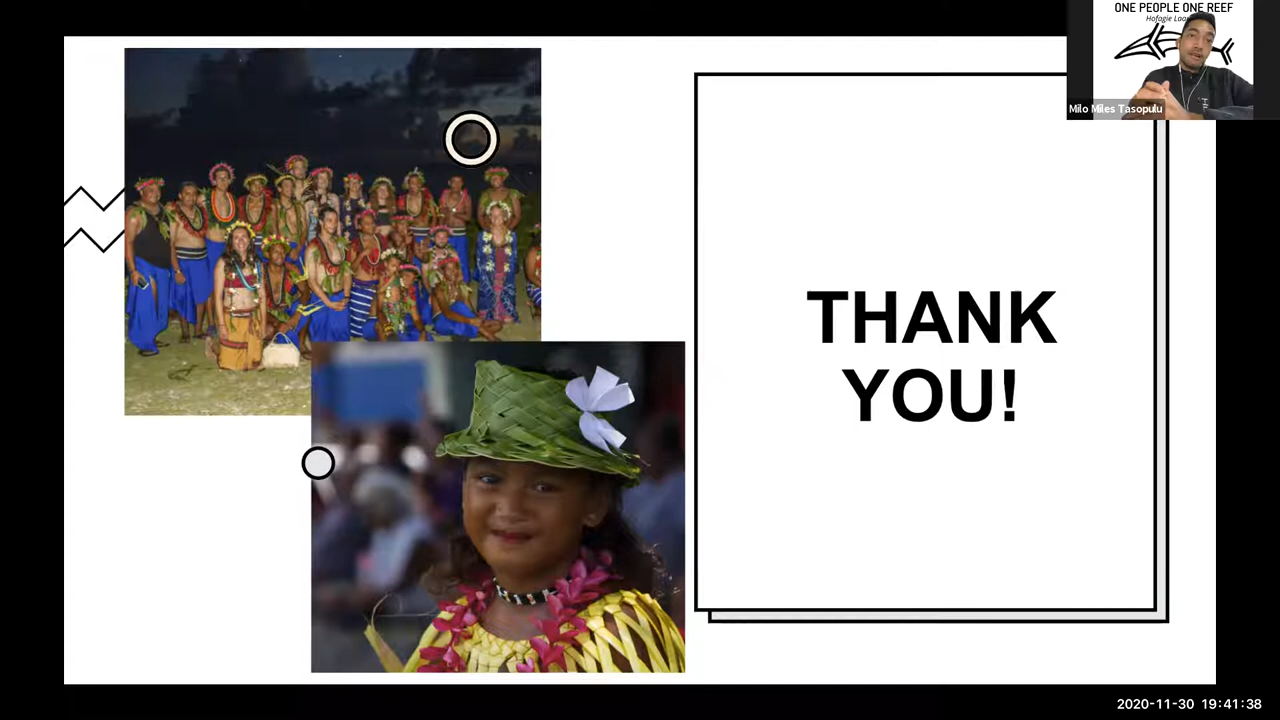 ONE PEOPLE ONE REEF
Milo Miles Tasopulu
THANK
YOU!
2020-11-30 19:41:38